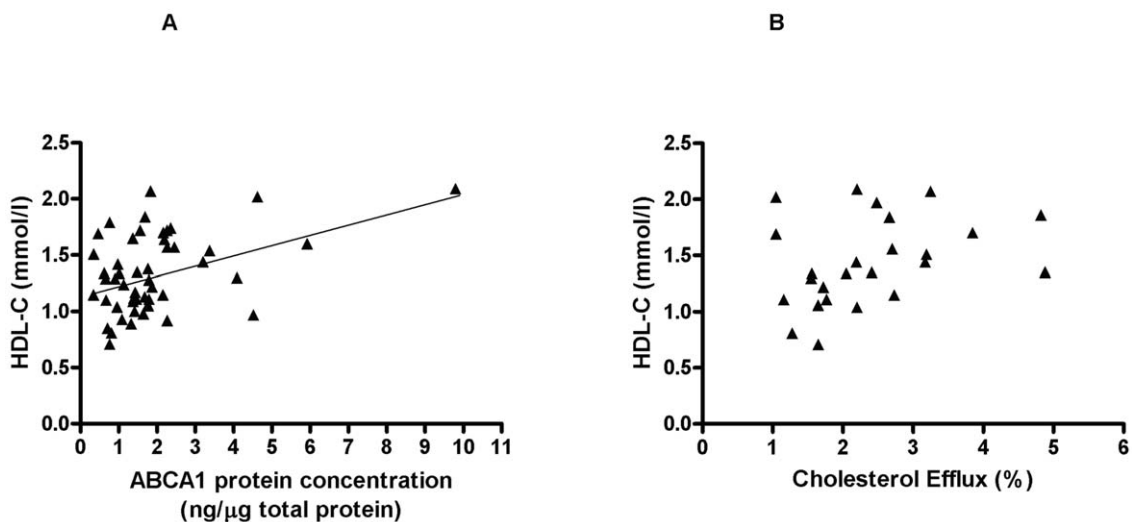 A
B
HDL-C (mmol/l)
2.5
2.0
1.5
1.0
0.5
0.0
0 1 2 3 4 5 6 7 8 9 10 11
ABCA1 protein concentration
(ng/μg total protein)
HDL-C (mmol/l)
2.5
2.0
1.5
1.0
0.5
0.0
0 1 2 3 4 5 6
Cholesterol Efflux (%)